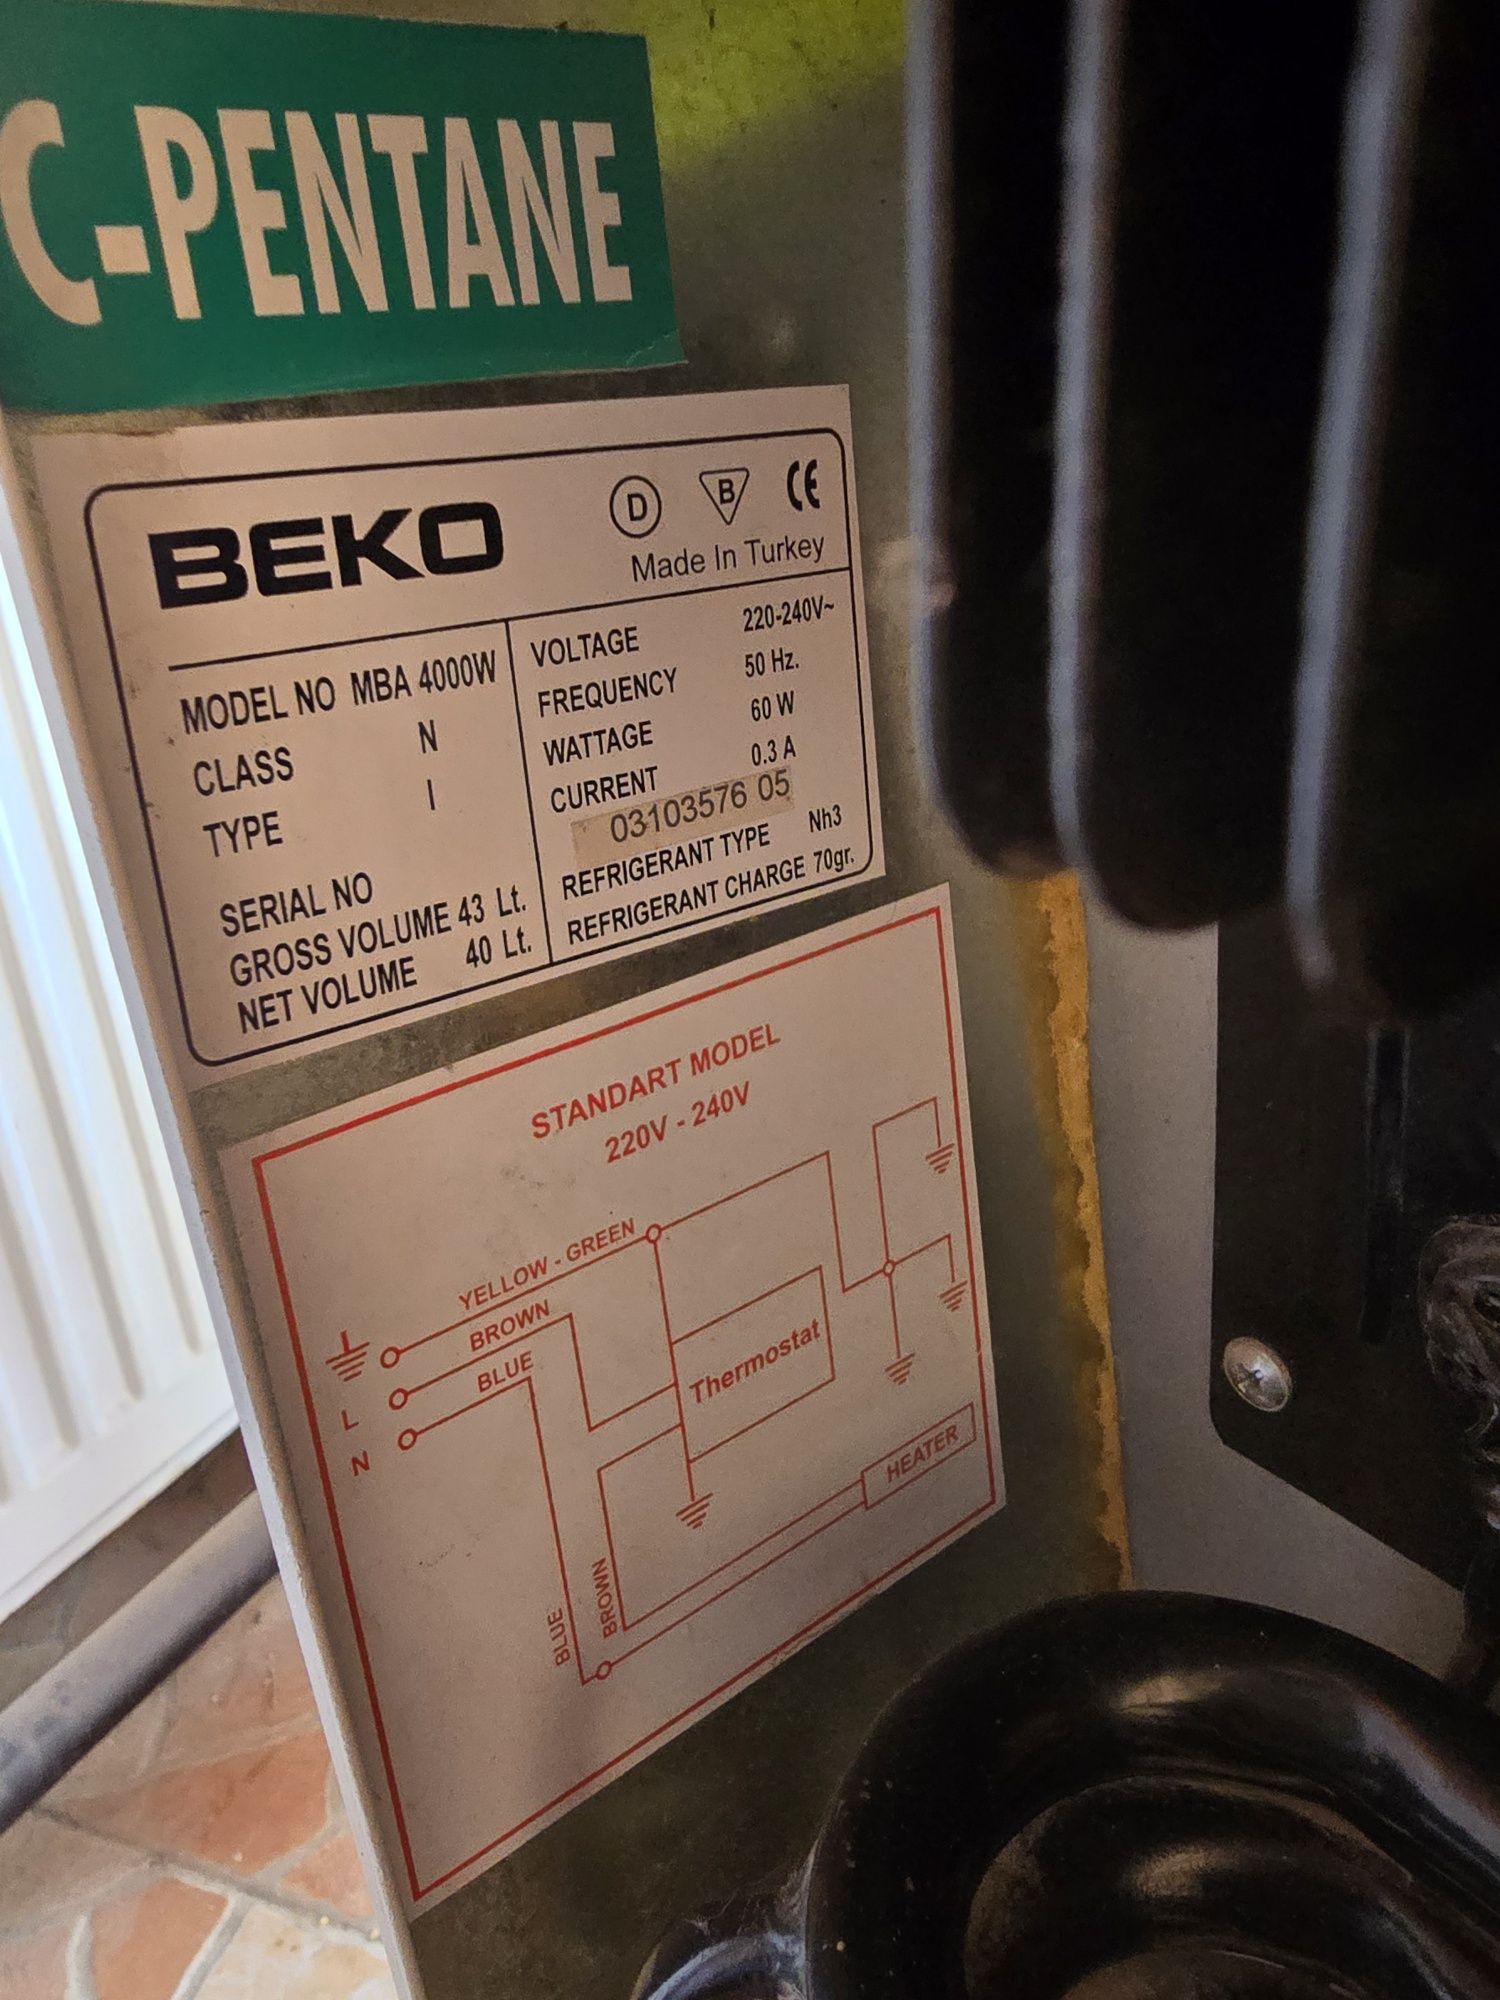 C-PENTANE
BEKO
D B CE
Made In Turkey
MODEL NO MBA 4000W
CLASS N
TYPE I
SERIAL NO
GROSS VOLUME 43 Lt.
NET VOLUME 40 Lt.
VOLTAGE 220-240V~
FREQUENCY 50 Hz.
WATTAGE 60 W
CURRENT 0.3 A
03103576 05
REFRIGERANT TYPE Nh3
REFRIGERANT CHARGE 70gr.
STANDART MODEL
220V - 240V
YELLOW - GREEN
BROWN
L
BLUE
N
Thermostat
HEATER
BROWN
BLUE